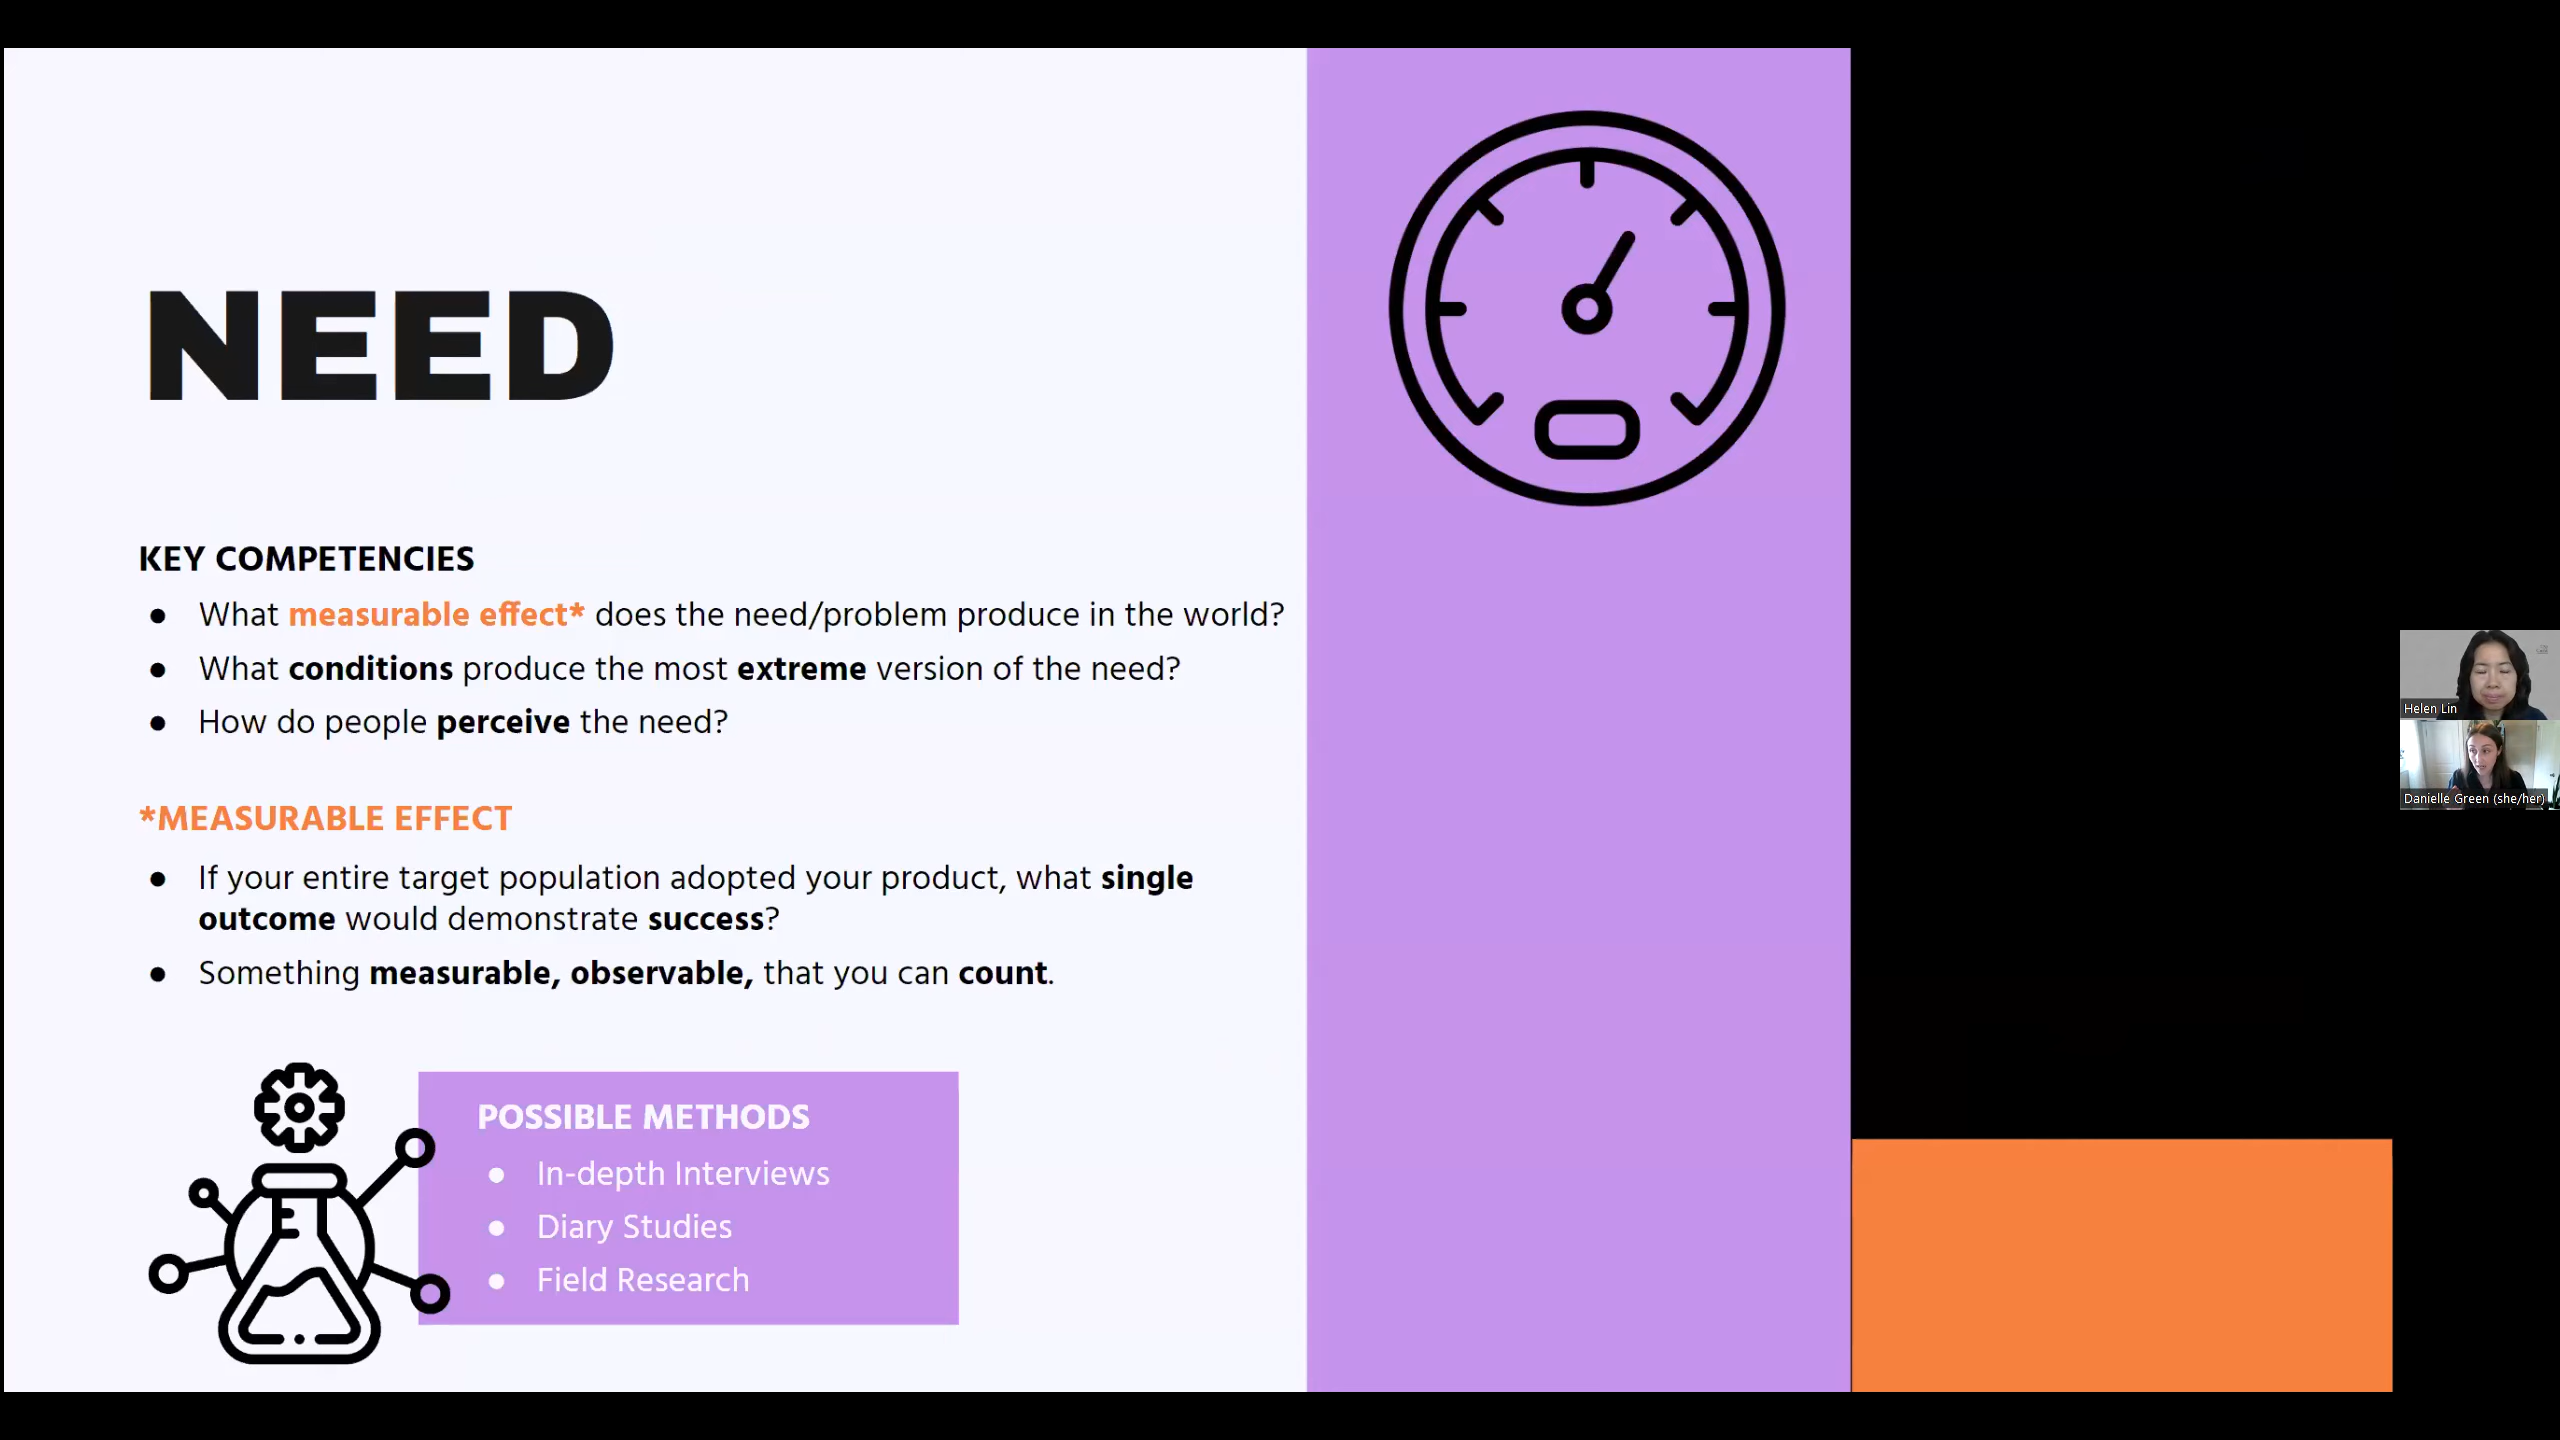 NEED
KEY COMPETENCIES
● What measurable effect* does the need/problem produce in the world?
● What conditions produce the most extreme version of the need?
● How do people perceive the need?
*MEASURABLE EFFECT
● If your entire target population adopted your product, what single
outcome would demonstrate success?
● Something measurable, observable, that you can count.
POSSIBLE METHODS
● In-depth Interviews
● Diary Studies
● Field Research
Helen Lin
Danielle Green (she/her)